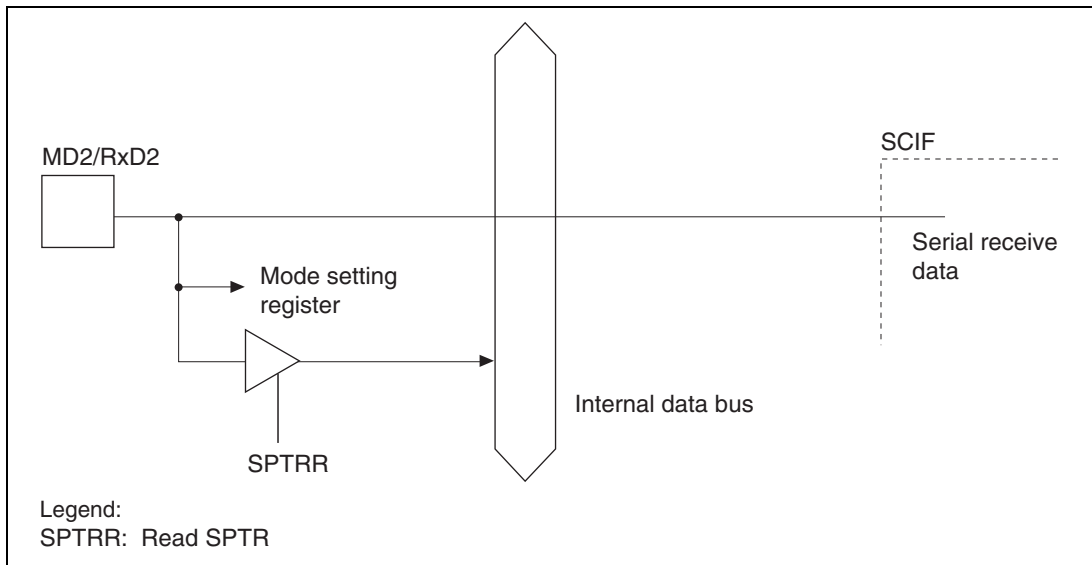 MD2/RxD2
SCIF
Serial receive
data
Mode setting
register
Internal data bus
SPTRR
Legend:
SPTRR: Read SPTR